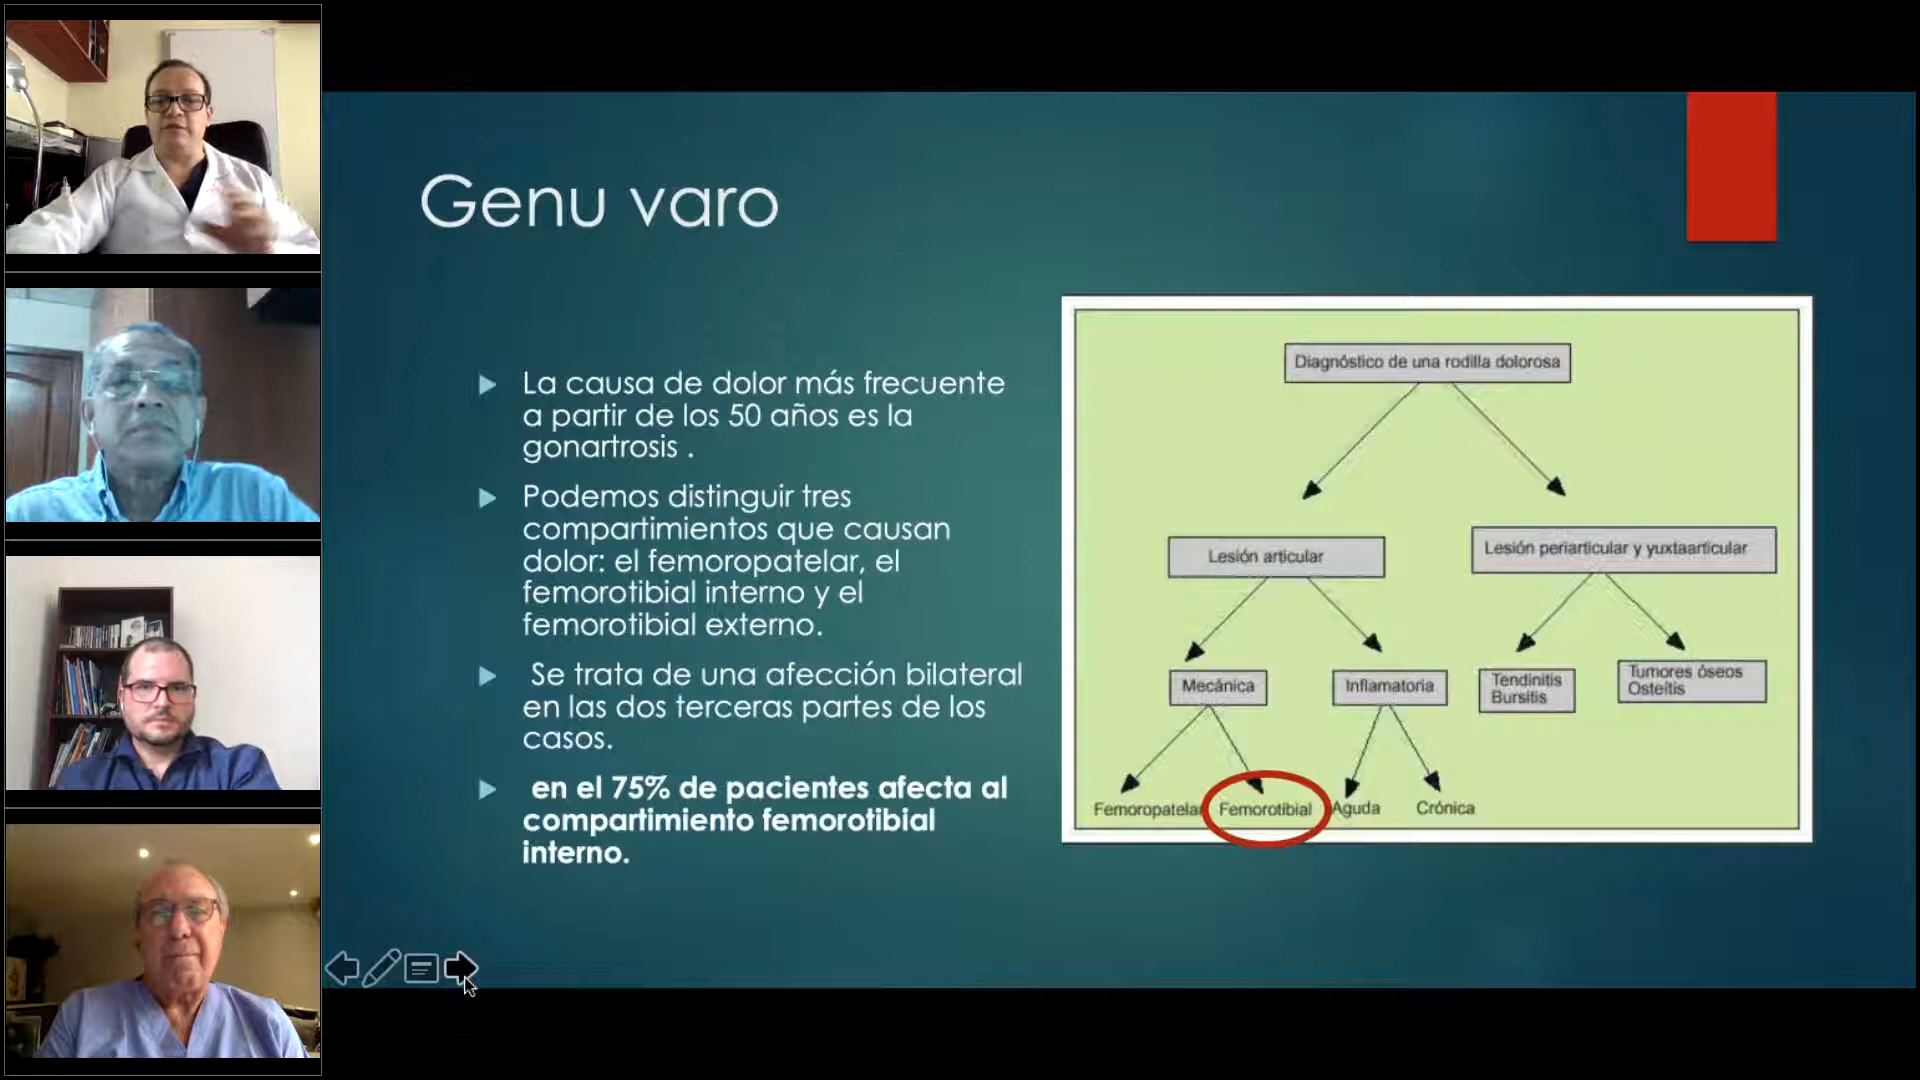 Genu varo
La causa de dolor más frecuente
a partir de los 50 años es la
gonartrosis .
Podemos distinguir tres
compartimientos que causan
dolor: el femoropatelar, el
femorotibial interno y el
femorotibial externo.
Se trata de una afección bilateral
en las dos terceras partes de los
casos.
en el 75% de pacientes afecta al
compartimiento femorotibial
interno.
Diagnóstico de una rodilla dolorosa
Lesión articular
Lesión periarticular y yuxtaarticular
Mecánica
Inflamatoria
Tendinitis
Bursitis
Tumores óseos
Osteítis
Femoropatelar
Femorotibial
Aguda
Crónica